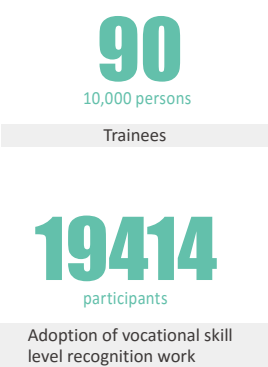 90
10,000 persons
Trainees
19414
participants
Adoption of vocational skill
level recognition work